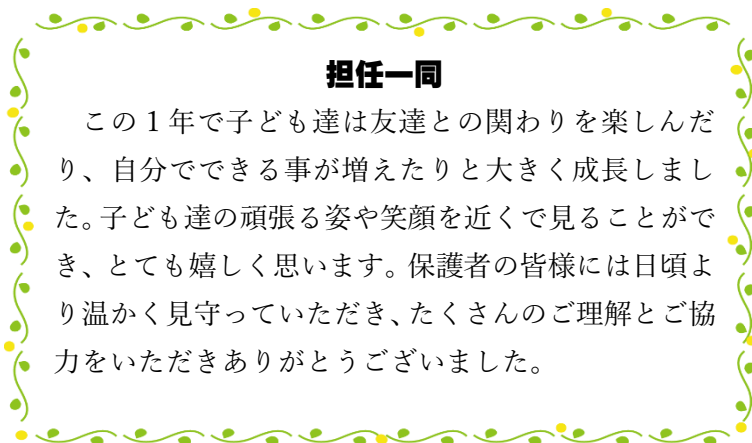 担任一同
この１年で子ども達は友達との関わりを楽しんだ
り、自分でできる事が増えたりと大きく成長しまし
た。子ども達の頑張る姿や笑顔を近くで見ることがで
き、とても嬉しく思います。保護者の皆様には日頃よ
り温かく見守っていただき、たくさんのご理解とご協
力をいただきありがとうございました。